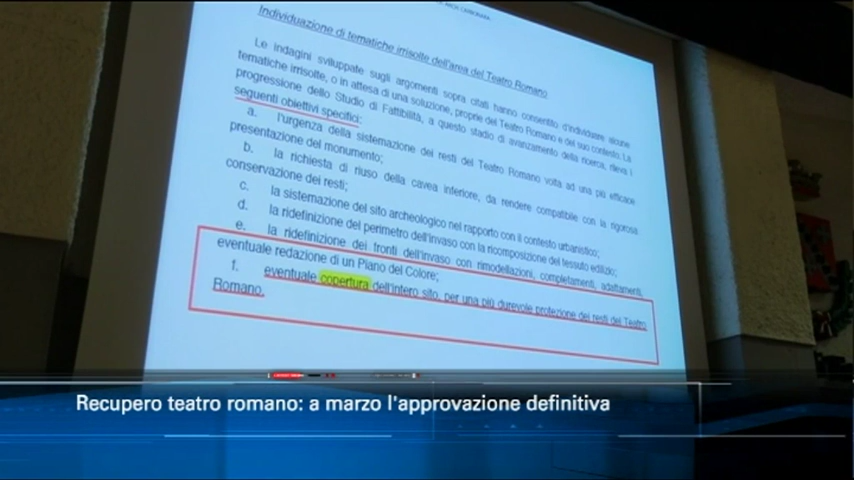 Individuazione di tematiche irrisolte dell'area del Teatro Romano
Le indagini sviluppate sugli argomenti sopra citati hanno consentito d'individuare alcune
tematiche irrisolte, o in attesa di una soluzione, proprie del Teatro Romano e del suo contesto. La
progressione dello Studio di Fattibilità, a questo stadio di avanzamento della ricerca, rileva i
seguenti obiettivi specifici:
a. l'urgenza della sistemazione dei resti del Teatro Romano volta ad una più efficace
presentazione del monumento;
b. la richiesta di riuso della cavea inferiore, da rendere compatibile con la rigorosa
conservazione dei resti;
c. la sistemazione del sito archeologico nel rapporto con il contesto urbanistico;
d. la ridefinizione del perimetro dell'invaso con la ricomposizione del tessuto edilizio;
e. la ridefinizione dei fronti dell'invaso con rimodellazioni, completamenti, adattamenti,
eventuale redazione di un Piano del Colore;
f. eventuale copertura dell'intero sito, per una più durevole protezione dei resti del Teatro
Romano.
Recupero teatro romano: a marzo l'approvazione definitiva